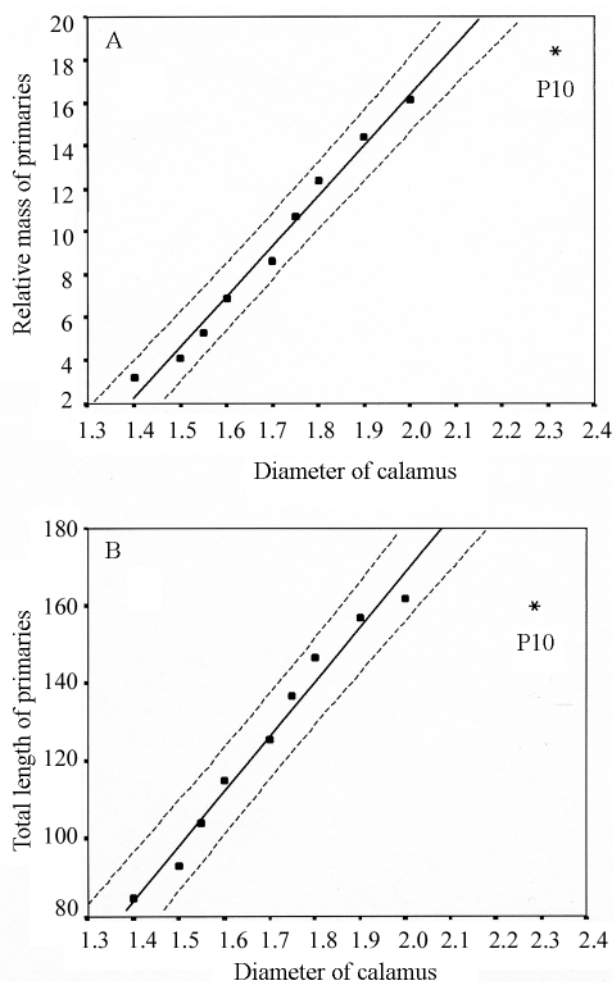 A
20
18
16
14
12
10
8
6
4
2
Relative mass of primaries
P10
1.3 1.4 1.5 1.6 1.7 1.8 1.9 2.0 2.1 2.2 2.3 2.4
Diameter of calamus
B
180
160
140
120
100
80
Total length of primaries
P10
1.3 1.4 1.5 1.6 1.7 1.8 1.9 2.0 2.1 2.2 2.3 2.4
Diameter of calamus